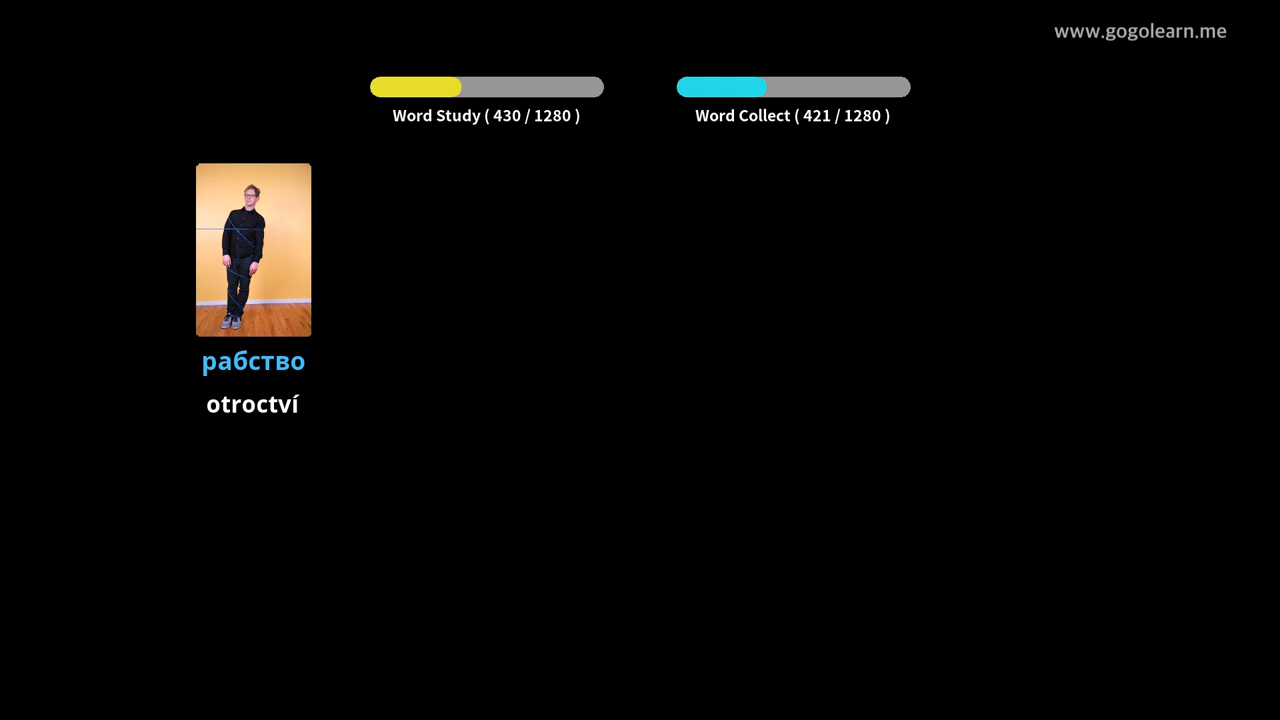 www.gogolearn.me
Word Study ( 430 / 1280 )
Word Collect ( 421 / 1280 )
рабство
otroctví